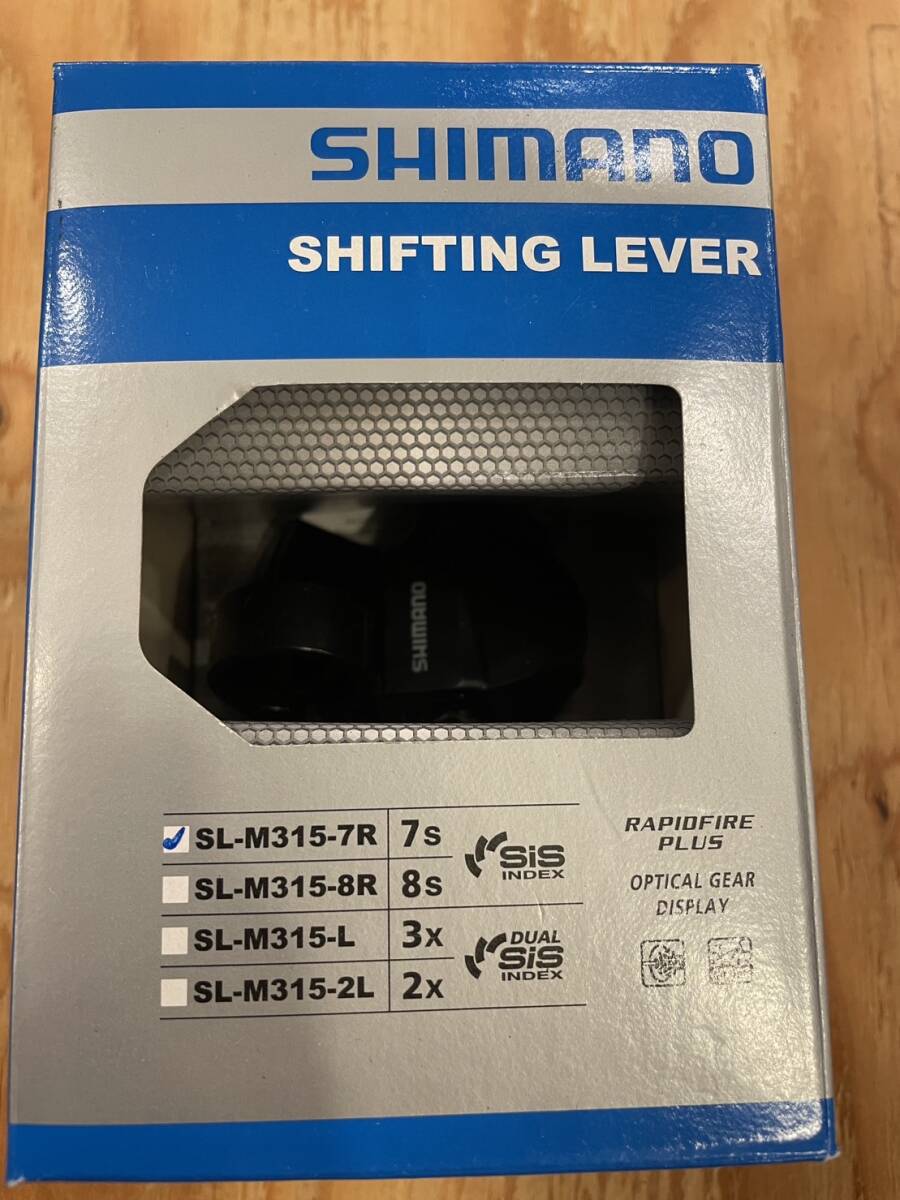 SHIMANO
SHIFTING LEVER
SHIMANO
SL-M315-7R 7s
SL-M315-8R 8s
SiS
INDEX
SL-M315-L 3x
SL-M315-2L 2x
DUAL
SiS
INDEX
RAPIDFIRE
PLUS
OPTICAL GEAR
DISPLAY